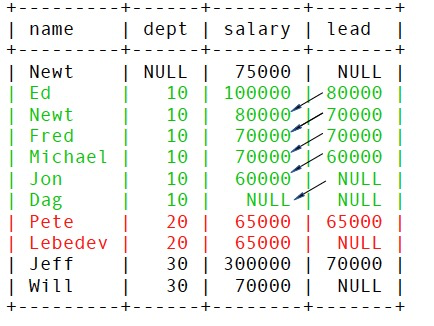 +---------+------+--------+-------+
| name    | dept | salary | lead  |
+---------+------+--------+-------+
| Newt    | NULL |  75000 |  NULL |
| Ed      |   10 | 100000 | 80000 |
| Newt    |   10 |  80000 | 70000 |
| Fred    |   10 |  70000 | 70000 |
| Michael |   10 |  70000 | 60000 |
| Jon     |   10 |  60000 |  NULL |
| Dag     |   10 |   NULL |  NULL |
| Pete    |   20 |  65000 | 65000 |
| Lebedev |   20 |  65000 |  NULL |
| Jeff    |   30 | 300000 | 70000 |
| Will    |   30 |  70000 |  NULL |
+---------+------+--------+-------+